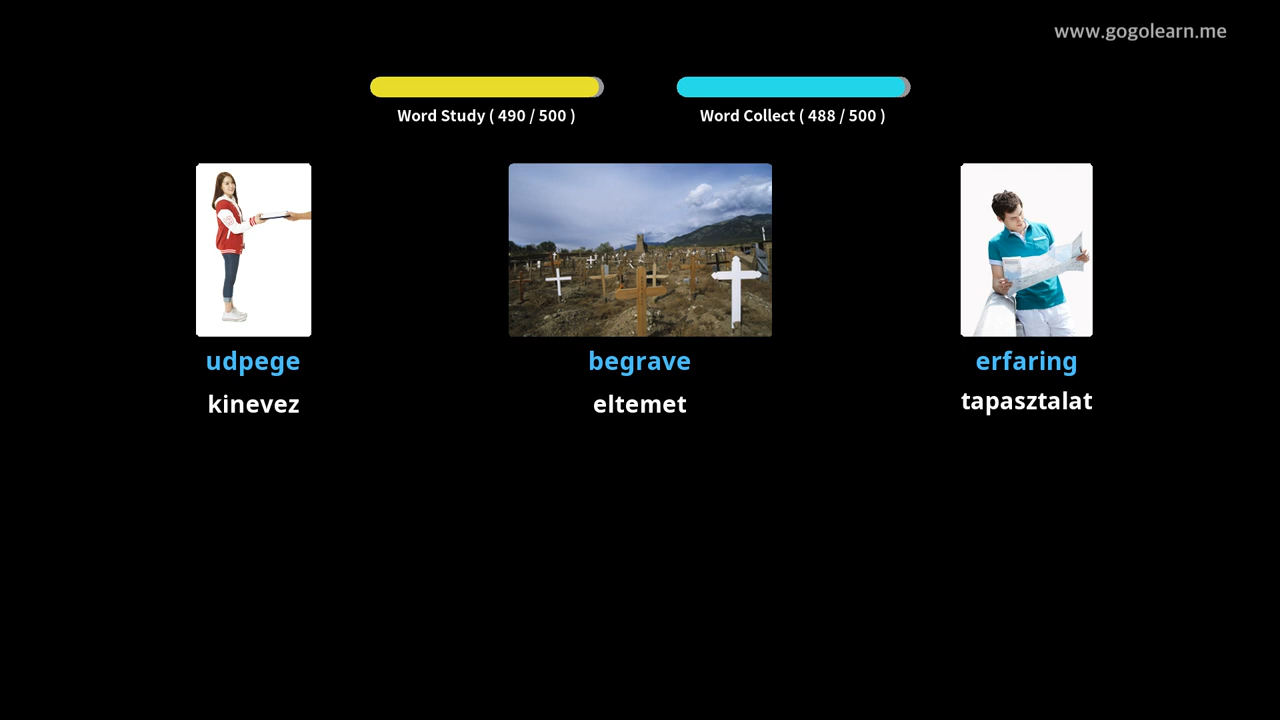 www.gogolearn.me
Word Study ( 490 / 500 )
Word Collect ( 488 / 500 )
udpege
begrave
erfaring
kinevez
eltemet
tapasztalat